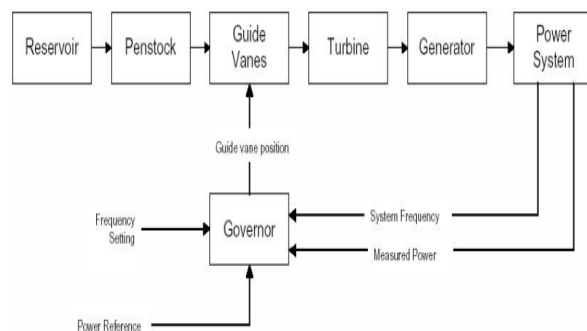 Reservoir
Penstock
Guide
Vanes
Turbine
Generator
Power
System
Guide vane position
Frequency
Setting
Governor
System Frequency
Measured Power
Power Reference